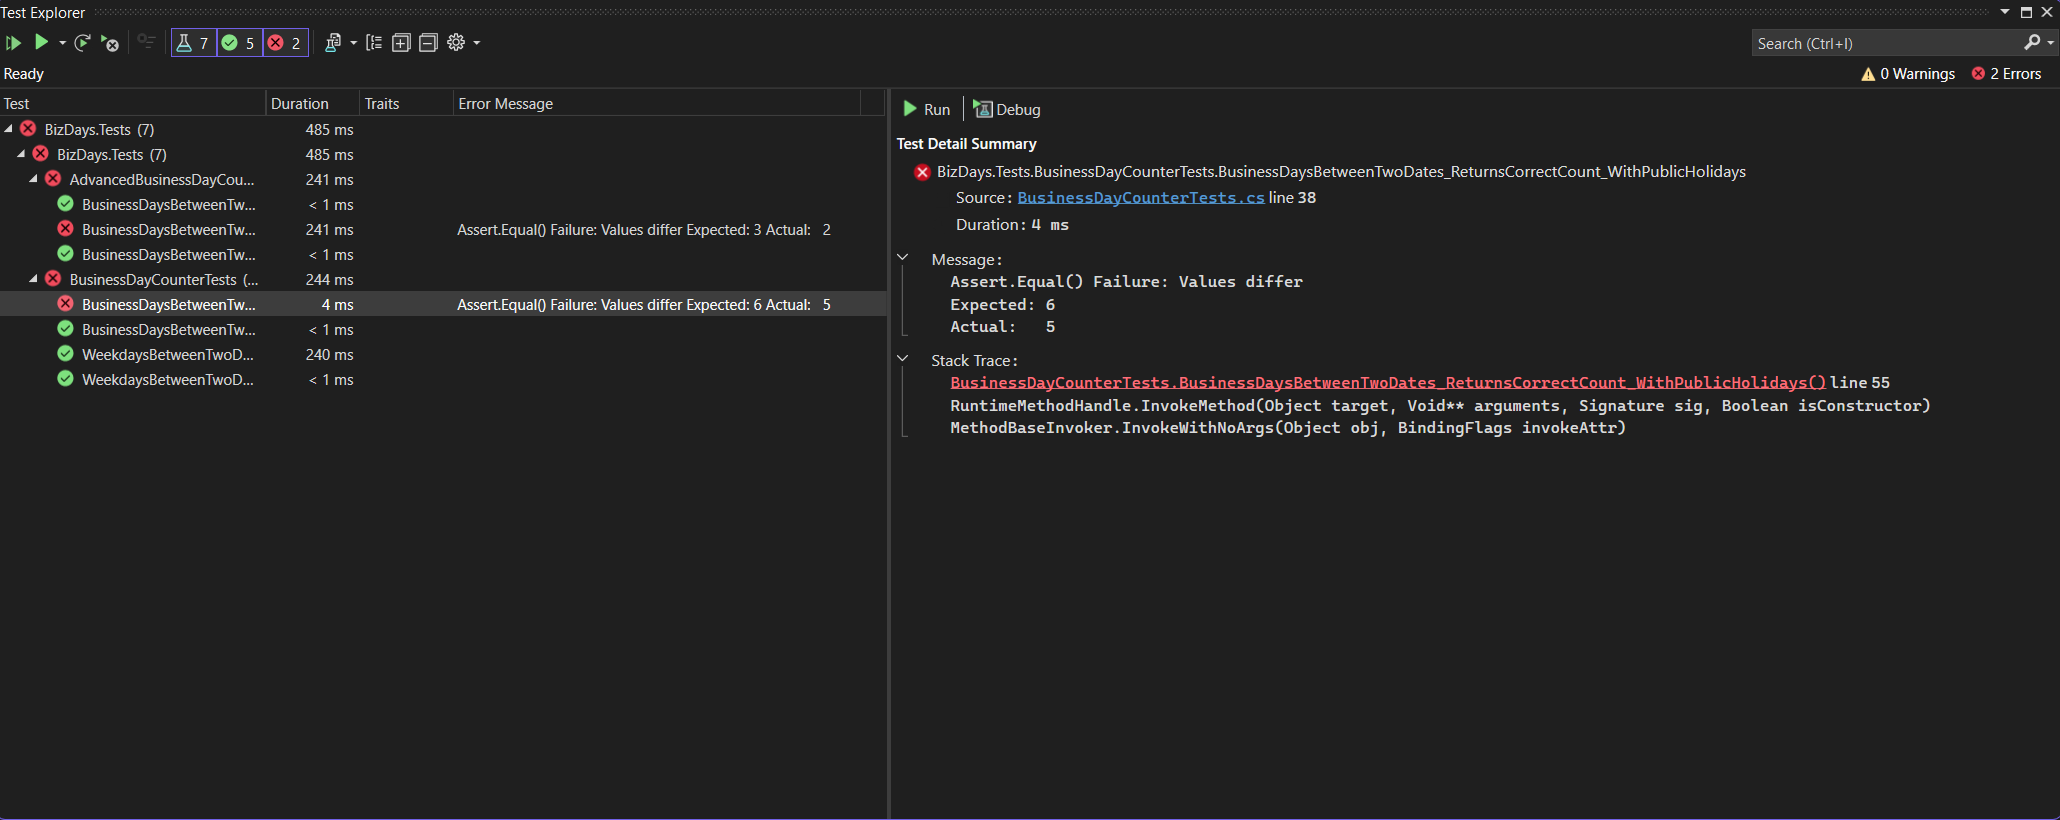 Test Explorer
7 5 2
Search (Ctrl+I)
Ready
0 Warnings 2 Errors
Test Duration Traits Error Message
BizDays.Tests (7) 485 ms
BizDays.Tests (7) 485 ms
AdvancedBusinessDayCou... 241 ms
BusinessDaysBetweenTw... < 1 ms
BusinessDaysBetweenTw... 241 ms Assert.Equal() Failure: Values differ Expected: 3 Actual: 2
BusinessDaysBetweenTw... < 1 ms
BusinessDayCounterTests (... 244 ms
BusinessDaysBetweenTw... 4 ms Assert.Equal() Failure: Values differ Expected: 6 Actual: 5
BusinessDaysBetweenTw... < 1 ms
WeekdaysBetweenTwoD... 240 ms
WeekdaysBetweenTwoD... < 1 ms
Run Debug
Test Detail Summary
BizDays.Tests.BusinessDayCounterTests.BusinessDaysBetweenTwoDates_ReturnsCorrectCount_WithPublicHolidays
Source: BusinessDayCounterTests.cs line 38
Duration: 4 ms
Message:
Assert.Equal() Failure: Values differ
Expected: 6
Actual: 5
Stack Trace:
BusinessDayCounterTests.BusinessDaysBetweenTwoDates_ReturnsCorrectCount_WithPublicHolidays() line 55
RuntimeMethodHandle.InvokeMethod(Object target, Void** arguments, Signature sig, Boolean isConstructor)
MethodBaseInvoker.InvokeWithNoArgs(Object obj, BindingFlags invokeAttr)